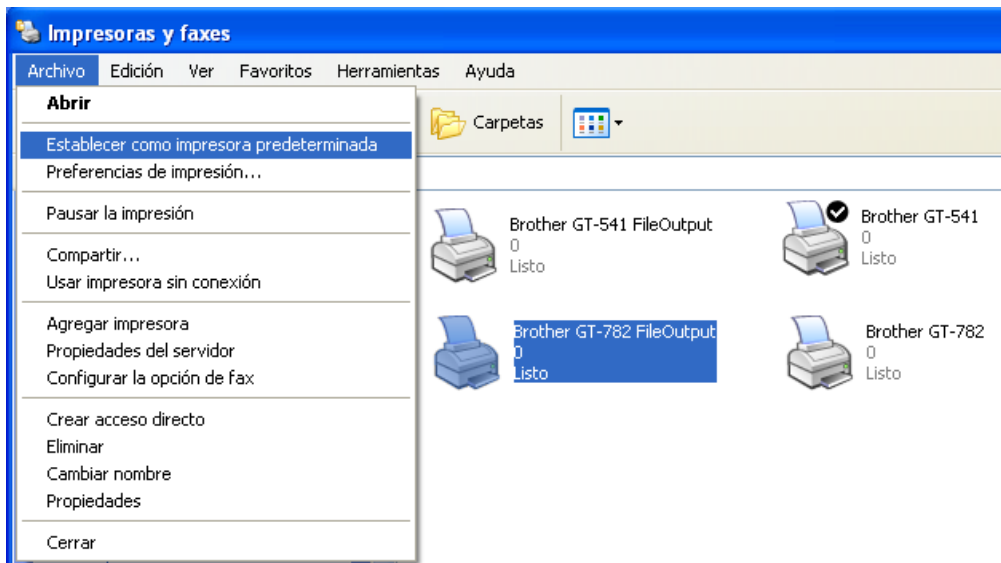 Impresoras y faxes
Archivo Edición Ver Favoritos Herramientas Ayuda
Abrir
Establecer como impresora predeterminada
Preferencias de impresión...
Pausar la impresión
Compartir...
Usar impresora sin conexión
Agregar impresora
Propiedades del servidor
Configurar la opción de fax
Crear acceso directo
Eliminar
Cambiar nombre
Propiedades
Cerrar
Carpetas
Brother GT-541 FileOutput
0
Listo
Brother GT-541
0
Listo
Brother GT-782 FileOutput
0
Listo
Brother GT-782
0
Listo